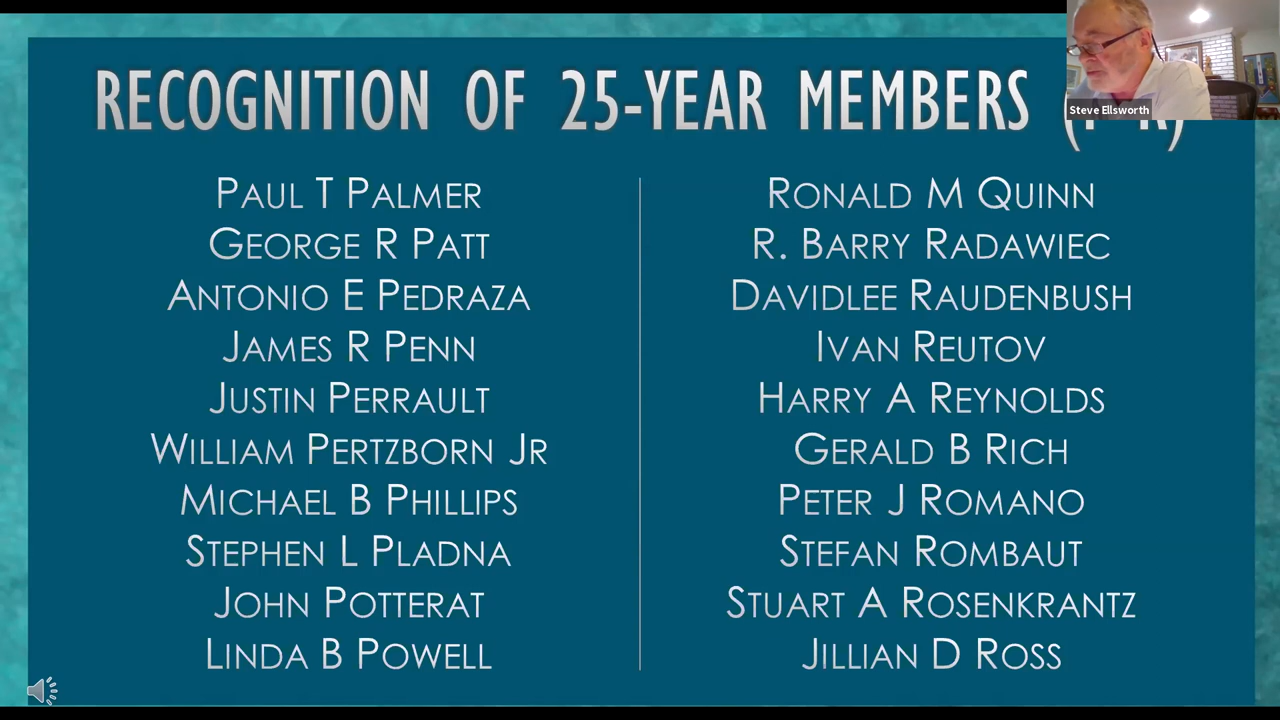 RECOGNITION OF 25-YEAR MEMBERS
Steve Ellsworth
PAUL T PALMER
GEORGE R PATT
ANTONIO E PEDRAZA
JAMES R PENN
JUSTIN PERRAULT
WILLIAM PERTZBORN JR
MICHAEL B PHILLIPS
STEPHEN L PLADNA
JOHN POTTERAT
LINDA B POWELL
RONALD M QUINN
R. BARRY RADAWIEC
DAVIDLEE RAUDENBUSH
IVAN REUTOV
HARRY A REYNOLDS
GERALD B RICH
PETER J ROMANO
STEFAN ROMBAUT
STUART A ROSENKRANTZ
JILLIAN D ROSS